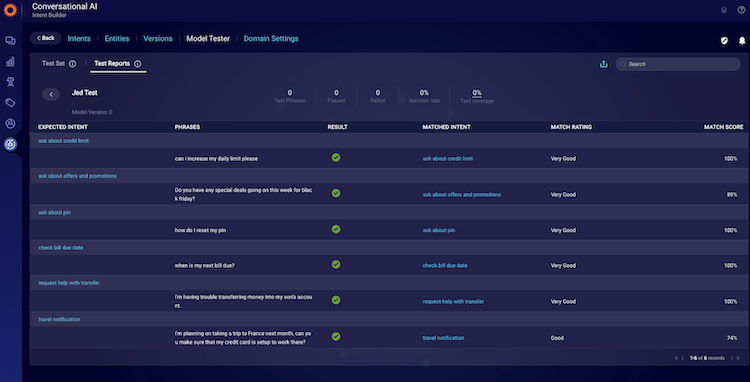 Conversational AI
Intent Builder
< Back
Intents
Entities
Versions
Model Tester
Domain Settings
Test Set
Test Reports
Search
Jed Test
Model Version: 0
0 0 0 0% 0%
Test Phrases Passed Failed Success rate Test coverage
EXPECTED INTENT PHRASES RESULT MATCHED INTENT MATCH RATING MATCH SCORE
ask about credit limit
can i increase my daily limit please ask about credit limit Very Good 100%
ask about offers and promotions
Do you have any special deals going on this week for blac
k friday? ask about offers and promotions Very Good 89%
ask about pin
how do I reset my pin ask about pin Very Good 100%
check bill due date
when is my next bill due? check bill due date Very Good 100%
request help with transfer
I'm having trouble transferring money into my son's accou
nt. request help with transfer Very Good 100%
travel notification
I'm planning on taking a trip to France next month, can yo
u make sure that my credit card is setup to work there? travel notification Good 74%
« < 1-6 of 6 records > »